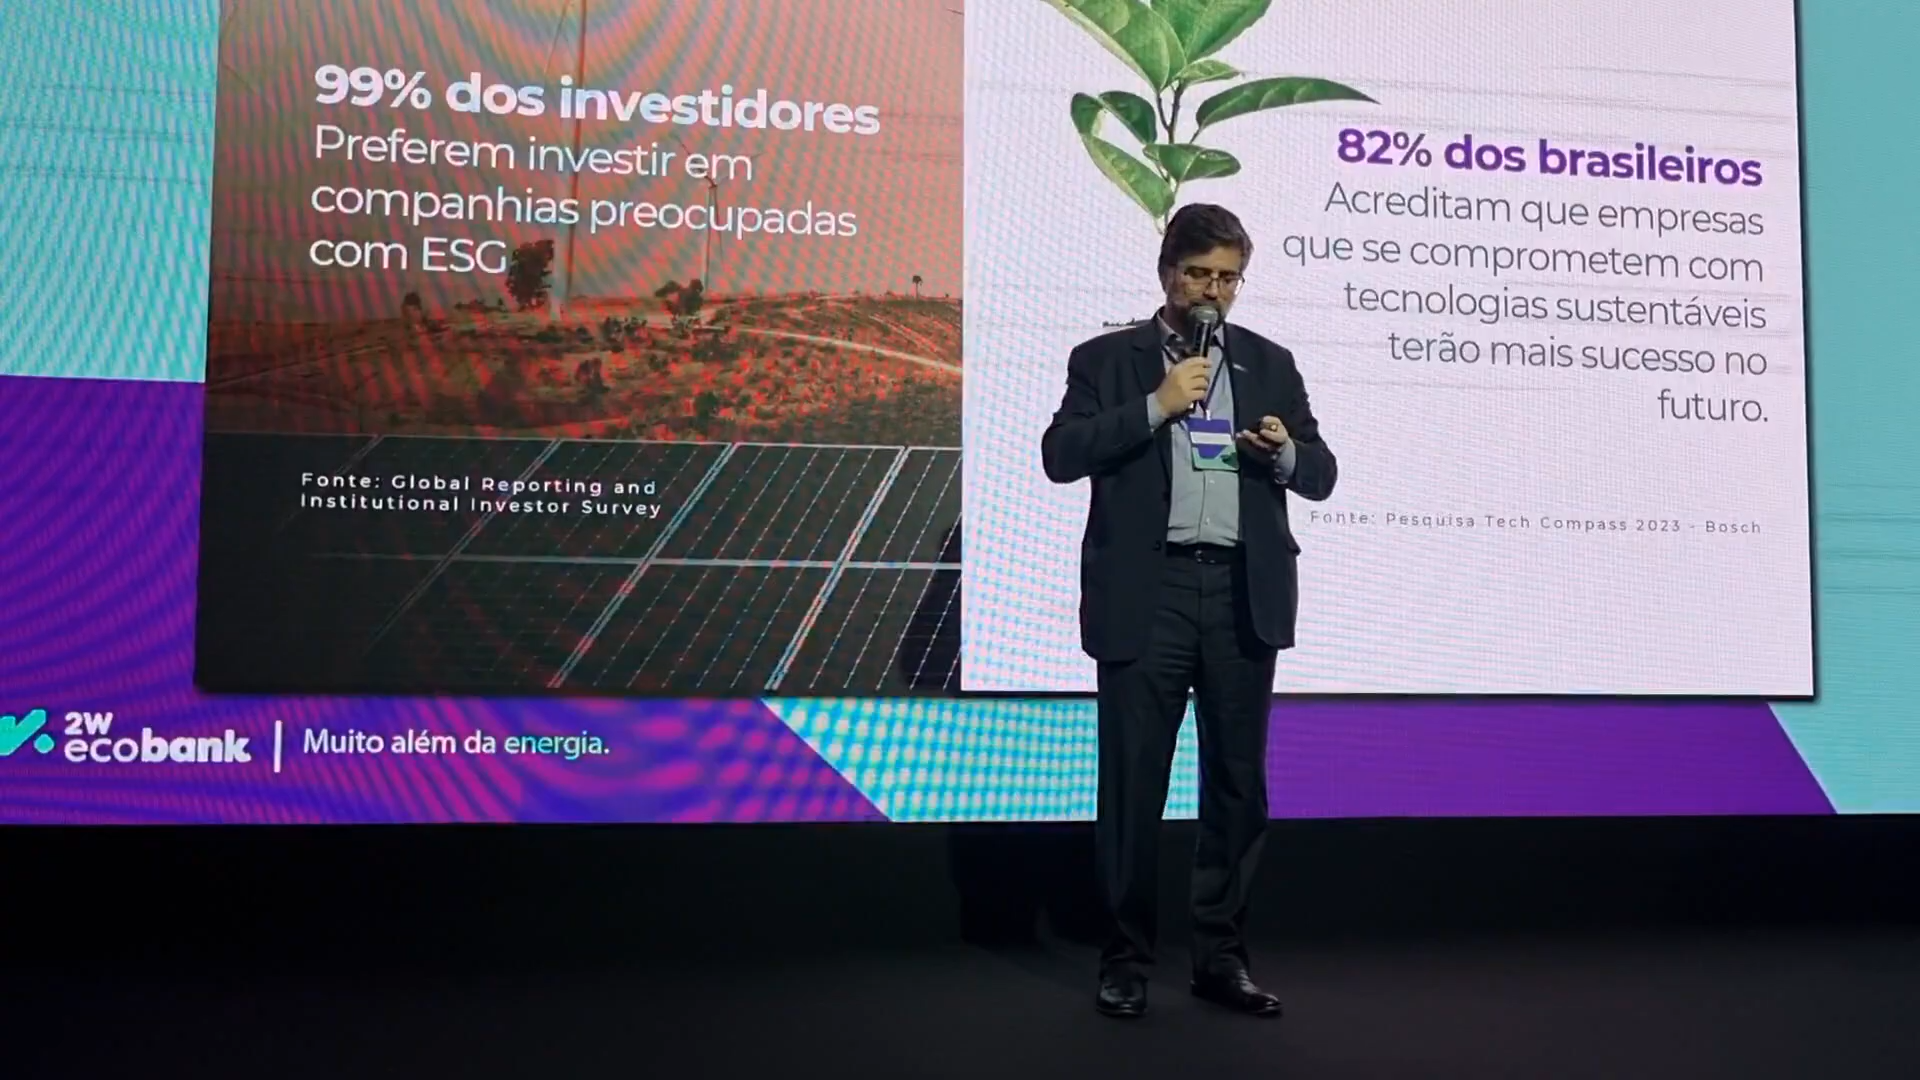 99% dos investidores
Preferem investir em
companhias preocupadas
com ESG
Fonte: Global Reporting and
Institutional Investor Survey
82% dos brasileiros
Acreditam que empresas
que se comprometem com
tecnologias sustentáveis
terão mais sucesso no
futuro.
Fonte: Pesquisa Tech Compass 2023 - Bosch
2W
ecobank
Muito além da energia.